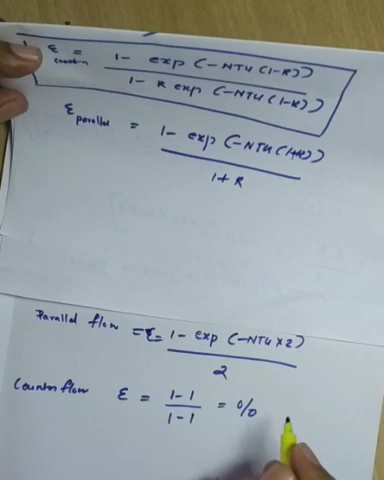 ε counter = 1 - exp (-NTU (1-R)) / 1 - R exp (-NTU (1-R))
ε parallel = 1 - exp (-NTU (1+R)) / 1+R
Parallel flow = ε = 1 - exp (-NTU x 2) / 2
Counter flow ε = 1-1 / 1-1 = 0/0